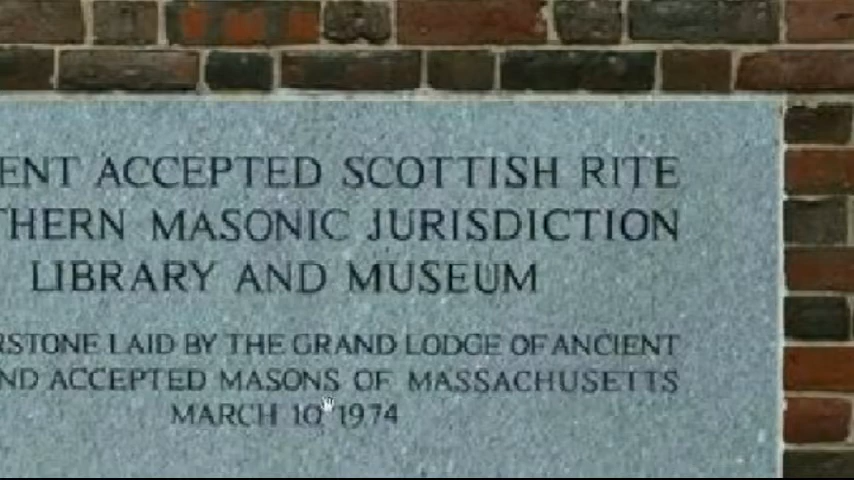 ENT ACCEPTED SCOTTISH RITE
THERN MASONIC JURISDICTION
LIBRARY AND MUSEUM
RSTONE LAID BY THE GRAND LODGE OF ANCIENT
ND ACCEPTED MASONS OF MASSACHUSETTS
MARCH 10 1974